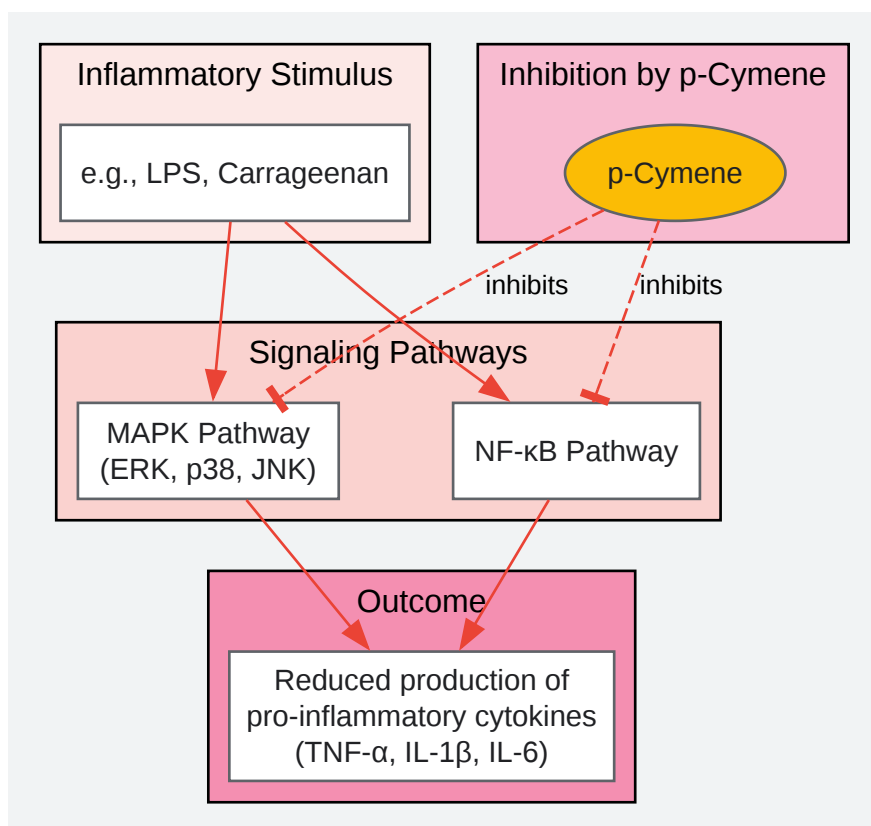 Inflammatory Stimulus
Inhibition by p-Cymene
e.g., LPS, Carrageenan
p-Cymene
inhibits
inhibits
Signaling Pathways
MAPK Pathway
(ERK, p38, JNK)
NF-κB Pathway
Outcome
Reduced production of
pro-inflammatory cytokines
(TNF-α, IL-1β, IL-6)